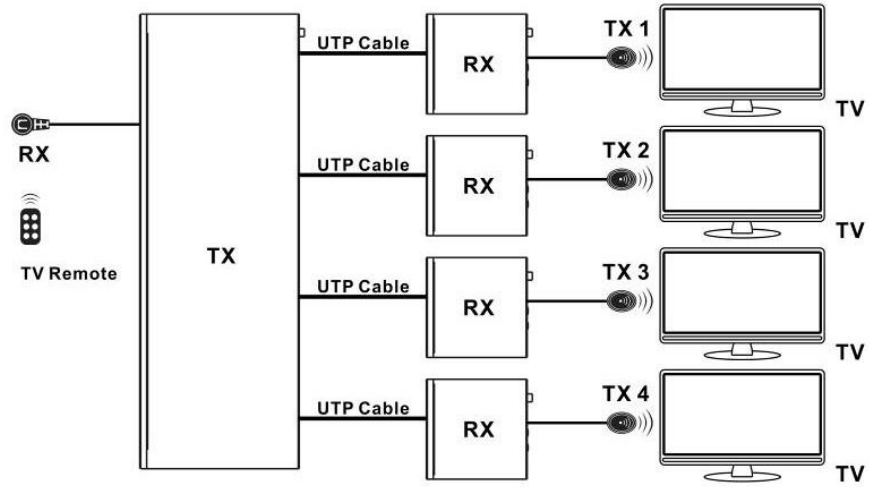 TX 1
UTP Cable
RX
TV
RX
TX 2
UTP Cable
RX
TV
TX
TV Remote
TX 3
UTP Cable
RX
TV
TX 4
UTP Cable
RX
TV